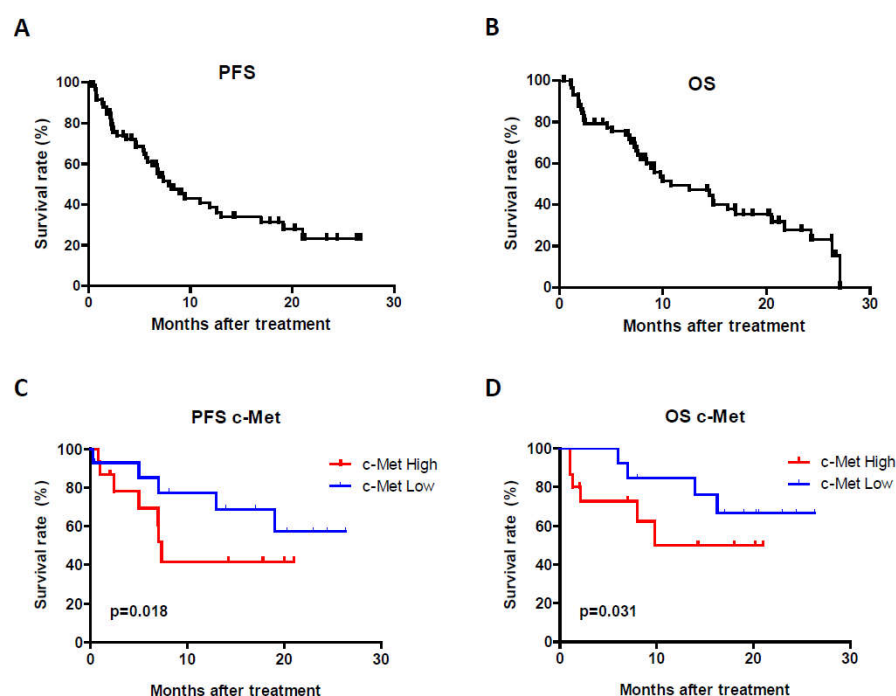 A
PFS
100
80
60
40
20
0
Survival rate (%)
0 10 20 30
Months after treatment
B
OS
100
80
60
40
20
0
Survival rate (%)
0 10 20 30
Months after treatment
C
PFS c-Met
100
80
60
40
20
0
Survival rate (%)
c-Met High
c-Met Low
p=0.018
0 10 20 30
Months after treatment
D
OS c-Met
100
80
60
40
20
0
Survival rate (%)
c-Met High
c-Met Low
p=0.031
0 10 20 30
Months after treatment